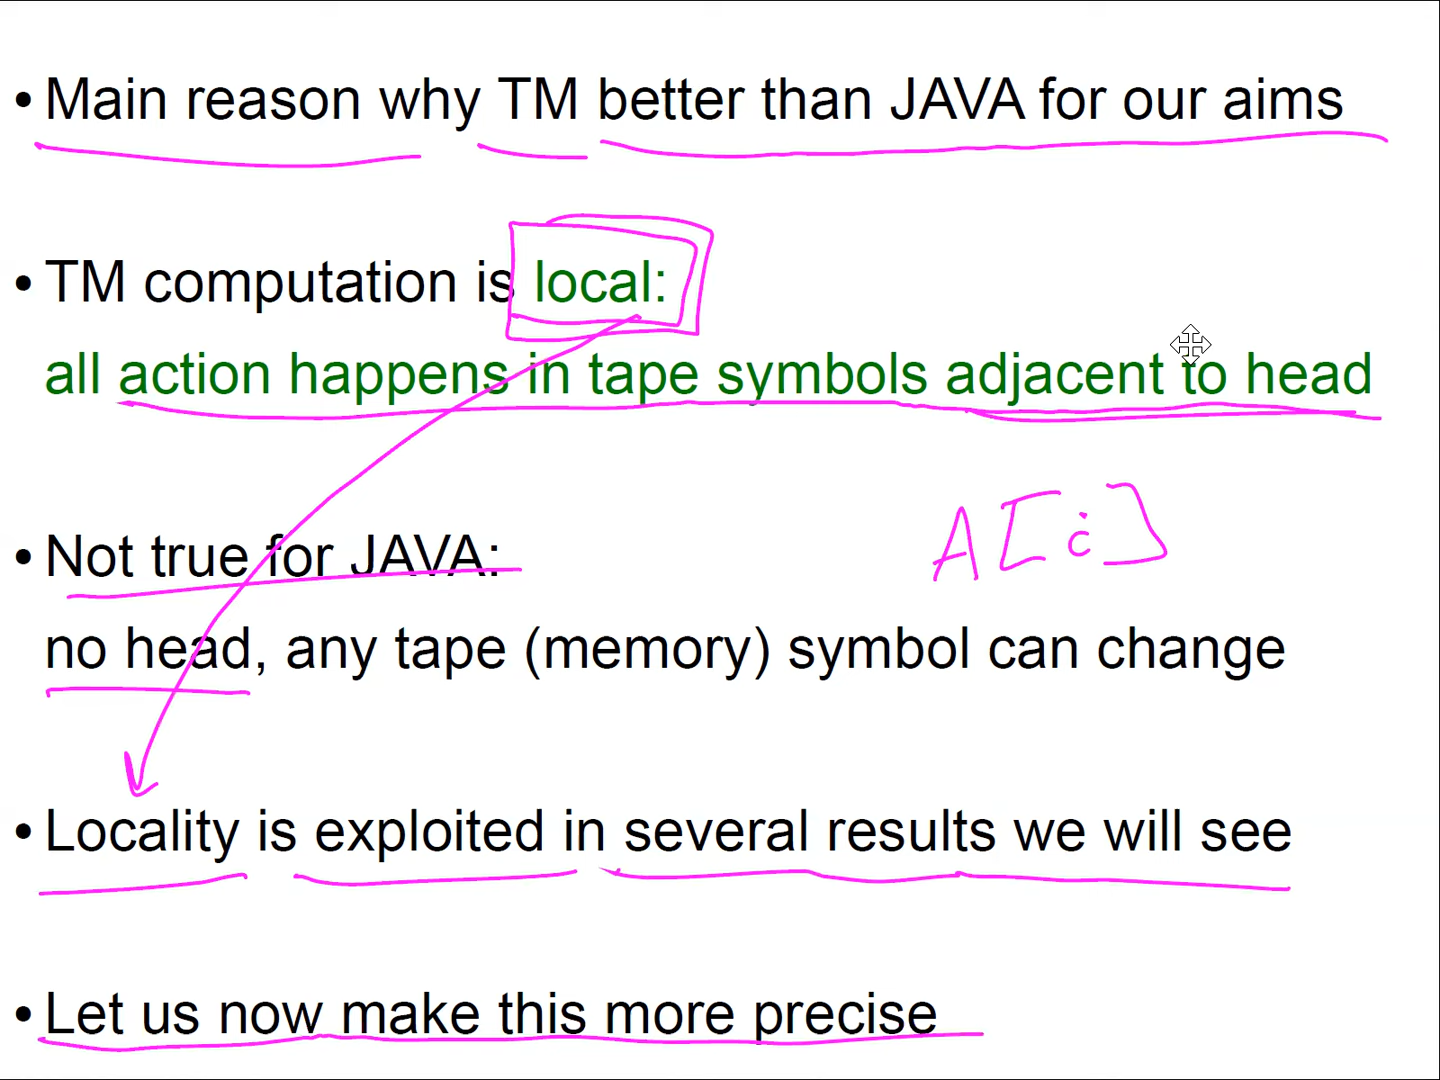 • Main reason why TM better than JAVA for our aims
• TM computation is local:
all action happens in tape symbols adjacent to head
A[i]
• Not true for JAVA:
no head, any tape (memory) symbol can change
• Locality is exploited in several results we will see
• Let us now make this more precise